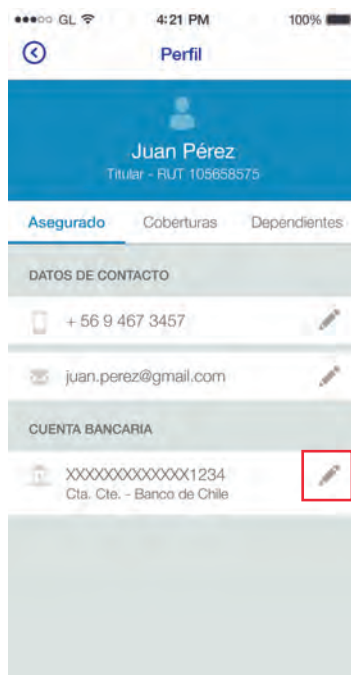 GL 4:21 PM 100%
Perfil
Juan Pérez
Titular - RUT 105658575
Asegurado Coberturas Dependientes
DATOS DE CONTACTO
+ 56 9 467 3457
juan.perez@gmail.com
CUENTA BANCARIA
XXXXXXXXXXXXX1234
Cta. Cte. - Banco de Chile